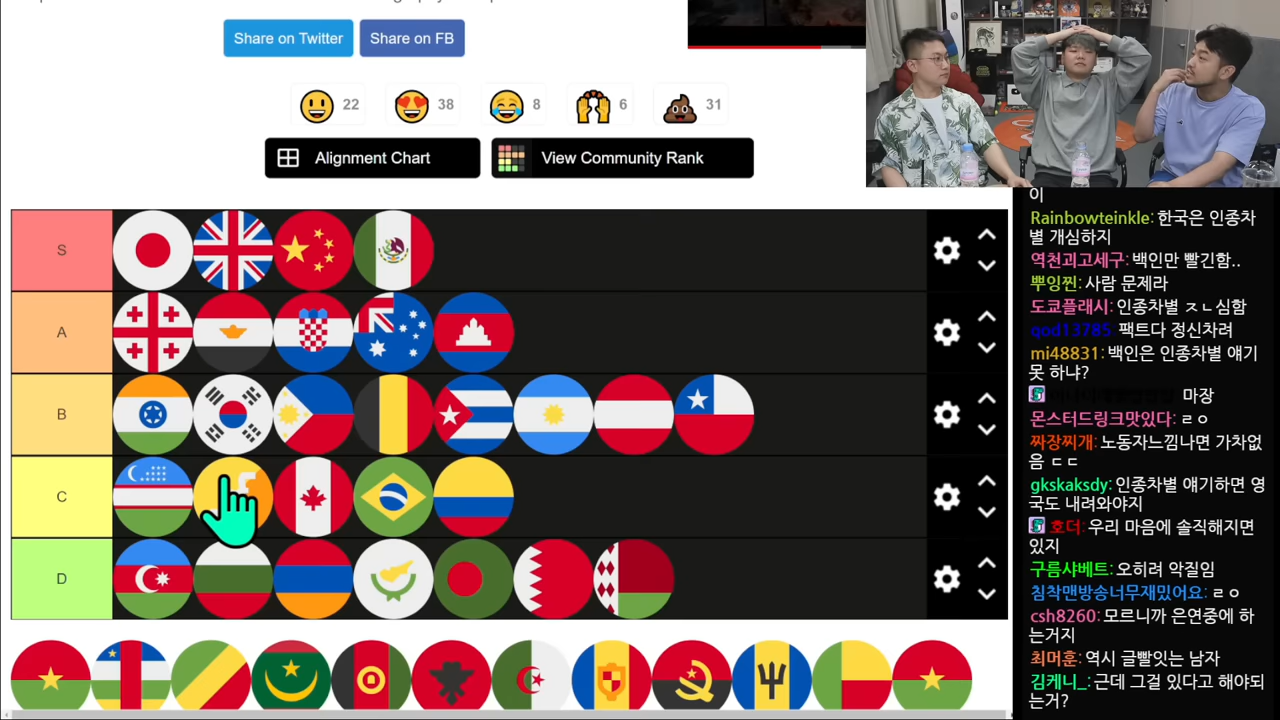 Share on Twitter
Share on FB
22
38
8
6
31
Alignment Chart
View Community Rank
S
A
B
C
D
이
Rainbowteinkle: 한국은 인종차
별 개심하지
역천괴고세구: 백인만 빨긴함..
뿌잉찐: 사람 문제라
도쿄플래시: 인종차별 ㅈㄴ심함
qod13785: 팩트다 정신차려
mi48831: 백인은 인종차별 얘기
못 하냐?
마장
몬스터드링크맛있다: ㄹㅇ
짜장찌개: 노동자느낌나면 가차없
음 ㄷㄷ
gkskaksdy: 인종차별 얘기하면 영
국도 내려와야지
호더: 우리 마음에 솔직해지면
있지
구름샤베트: 오히려 악질임
침착맨방송너무재밌어요: ㄹㅇ
csh8260: 모르니까 은연중에 하
는거지
최머훈: 역시 글빨잇는 남자
김케니_: 근데 그걸 있다고 해야되
는거?